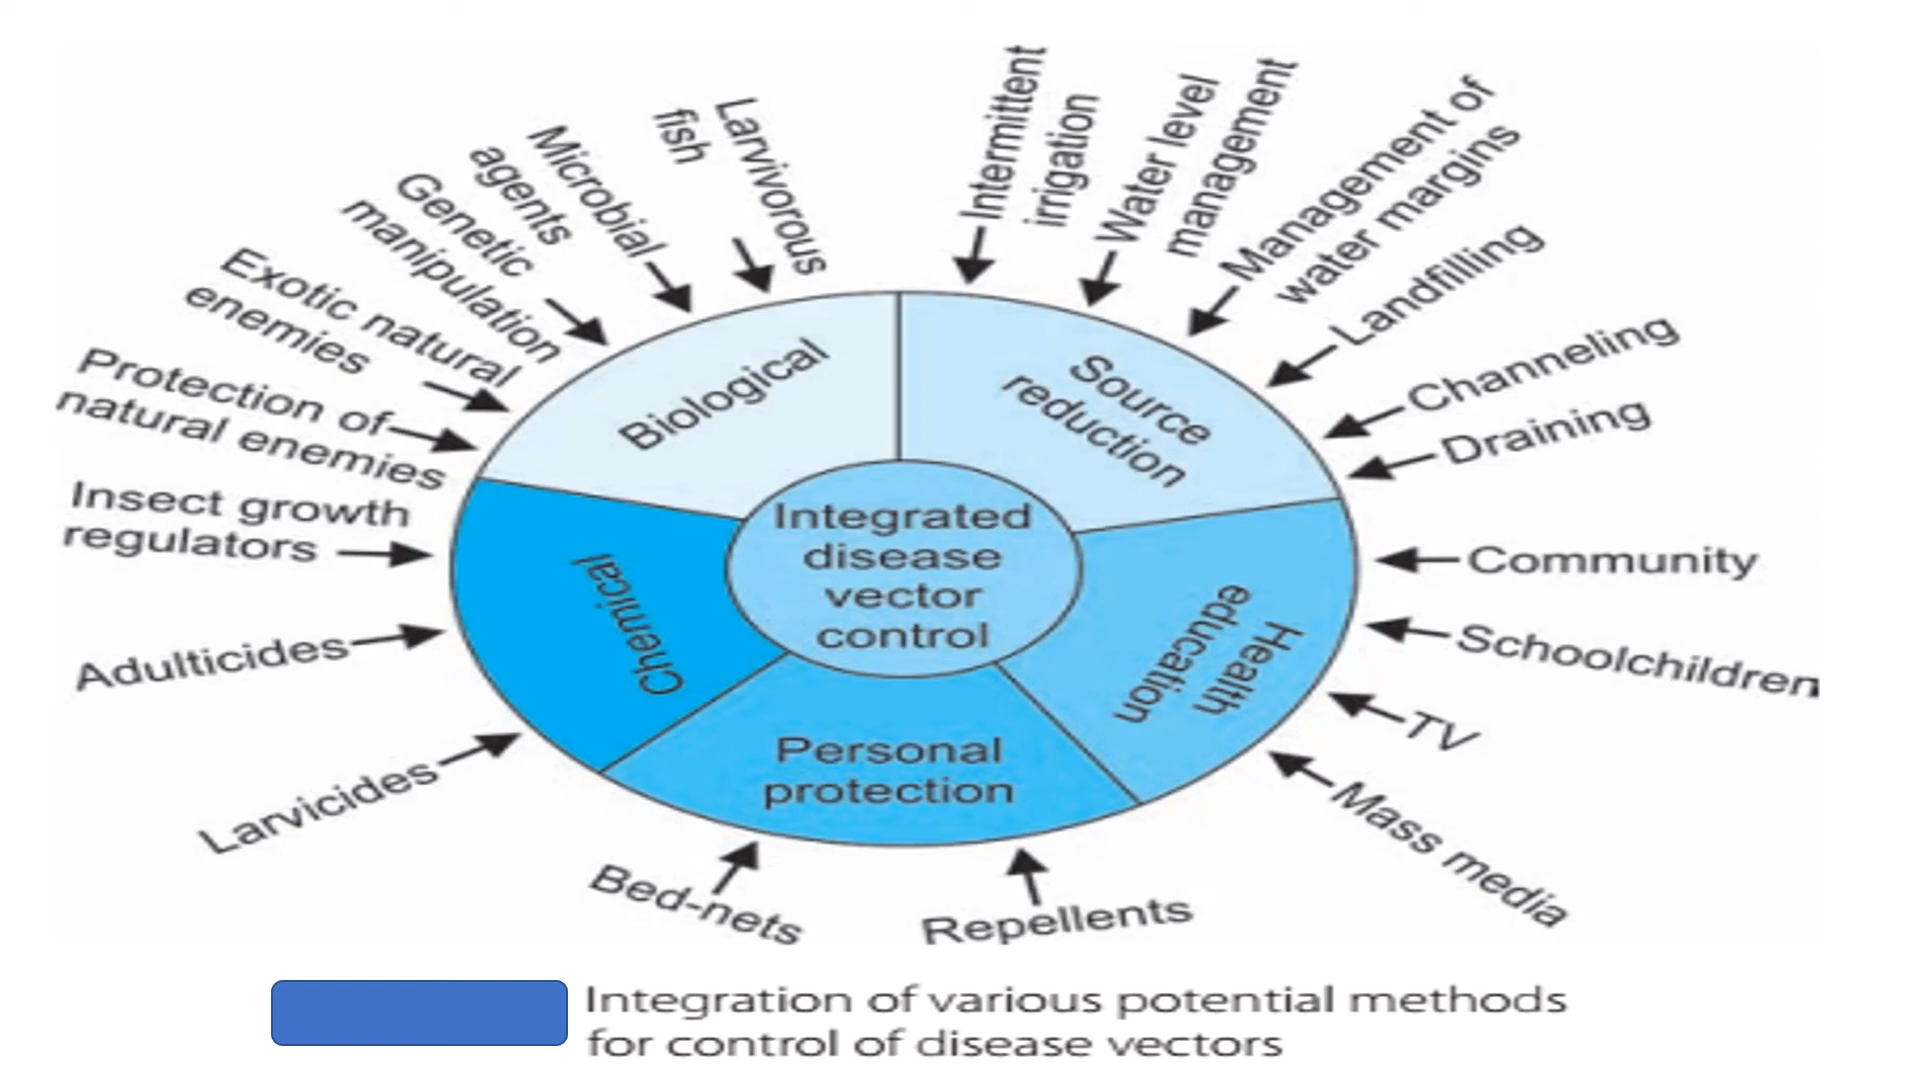 Intermittent
irrigation
Water level
management
Management of
water margins
Landfilling
Channeling
Draining
Community
Schoolchildren
TV
Mass media
Repellents
Bed-nets
Larvicides
Adulticides
Insect growth
regulators
Protection of
natural enemies
Exotic natural
enemies
Genetic
manipulation
Microbial
agents
Larvivorous
fish
Biological
Source
reduction
Health
education
Personal
protection
Chemical
Integrated
disease
vector
control
Integration of various potential methods
for control of disease vectors